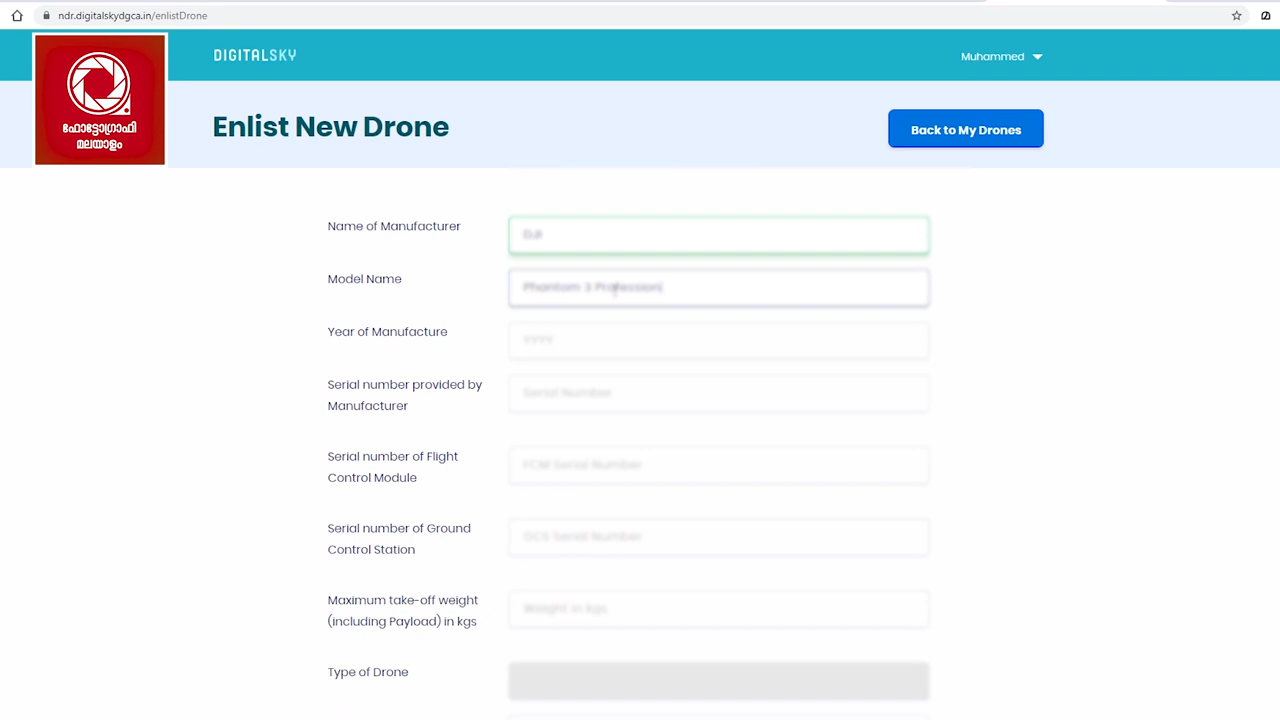 ndr.digitalskydgca.in/enlistDrone
DIGITALSKY
Muhammed
ഫോട്ടോഗ്രാഫി
മലയാളം
Enlist New Drone
Back to My Drones
Name of Manufacturer
DJI
Model Name
Phantom 3 Profession
Year of Manufacture
YYYY
Serial number provided by
Manufacturer
Serial Number
Serial number of Flight
Control Module
FCM Serial Number
Serial number of Ground
Control Station
GCS Serial Number
Maximum take-off weight
(including Payload) in kgs
Weight in kgs
Type of Drone